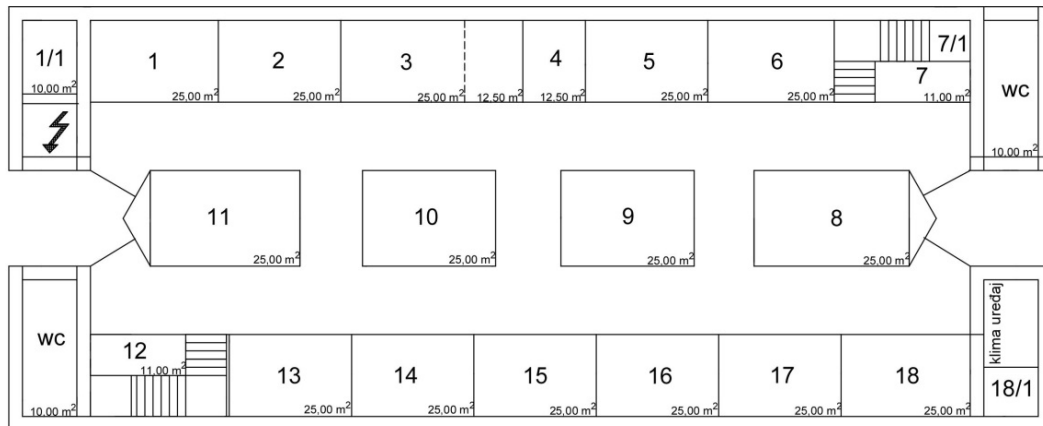 1/1
10,00 m²
1
25,00 m²
2
25,00 m²
3
25,00 m²
12,50 m²
4
12,50 m²
5
25,00 m²
6
25,00 m²
7/1
7
11,00 m²
WC
10,00 m²
11
25,00 m²
10
25,00 m²
9
25,00 m²
8
25,00 m²
WC
10,00 m²
12
11,00 m²
13
25,00 m²
14
25,00 m²
15
25,00 m²
16
25,00 m²
17
25,00 m²
18
25,00 m²
klima uređaj
18/1